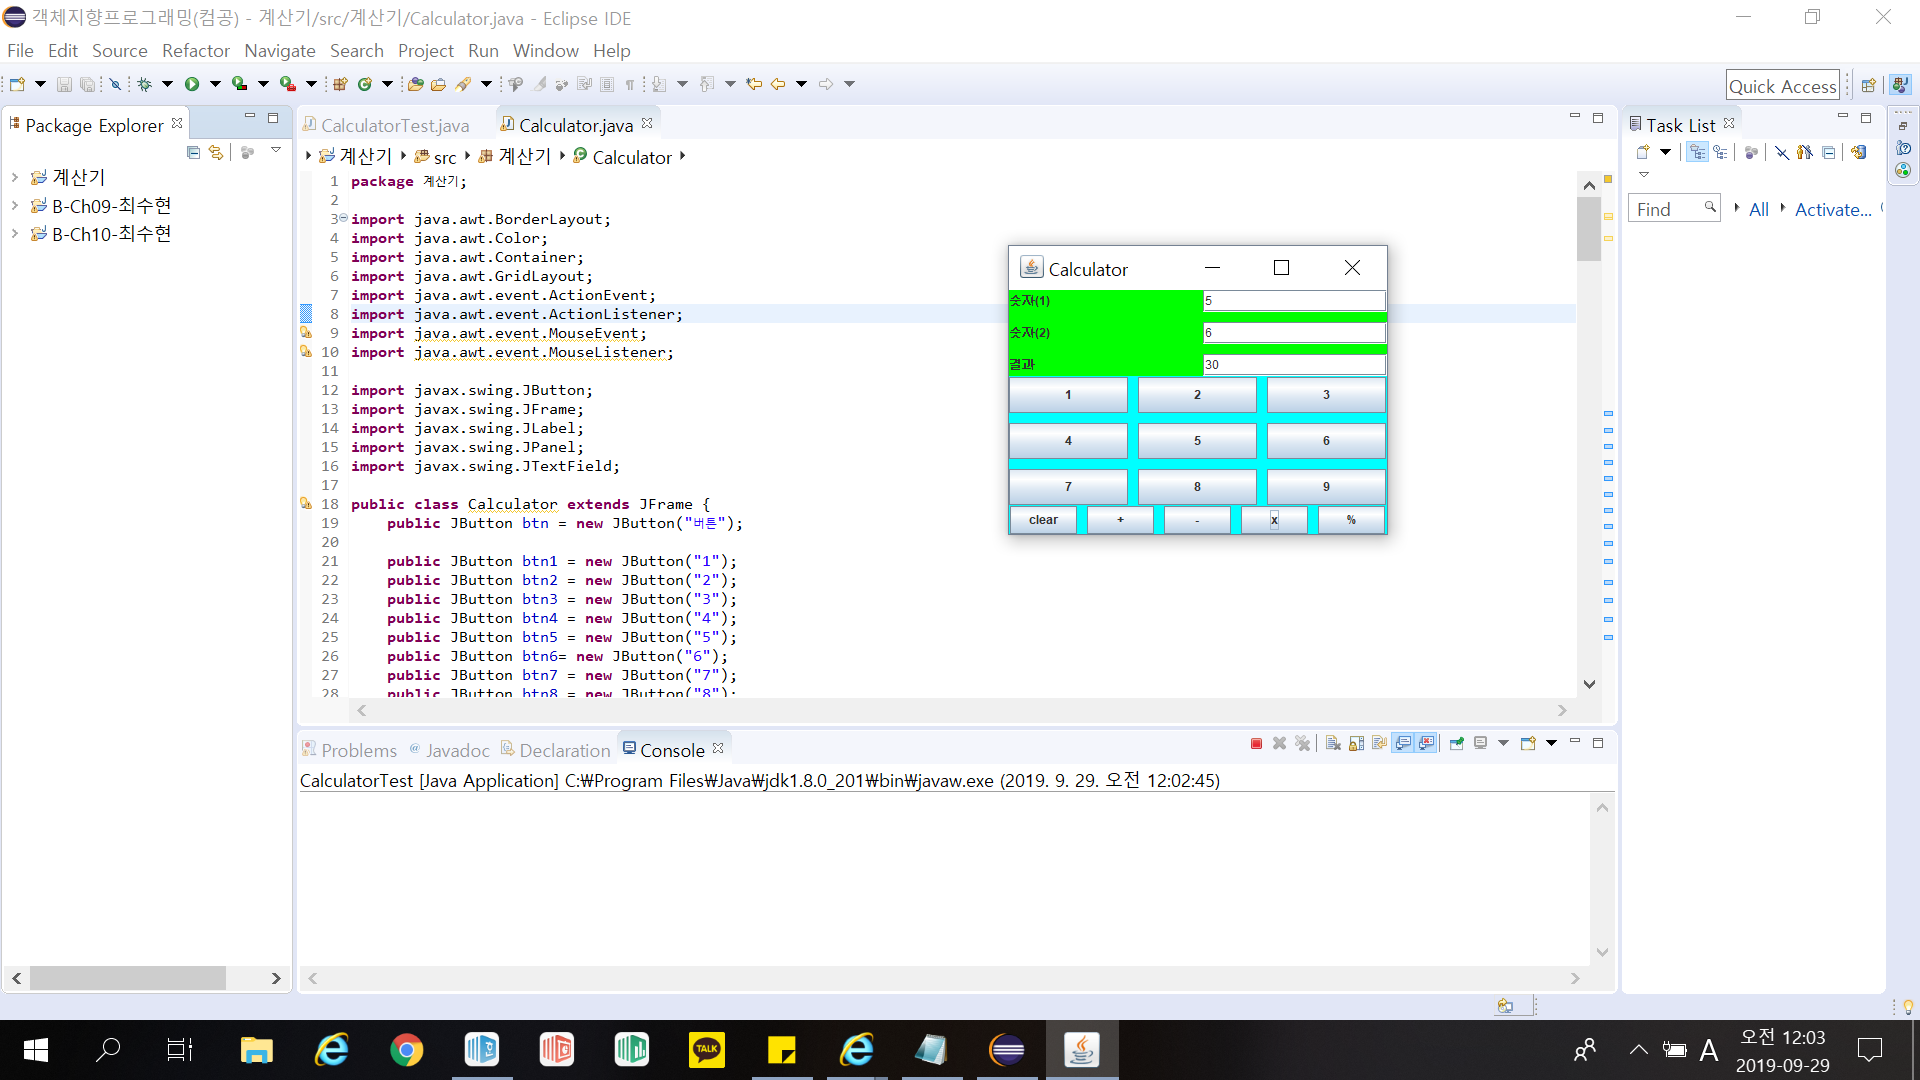 객체지향프로그래밍(컴공) - 계산기/src/계산기/Calculator.java - Eclipse IDE
File Edit Source Refactor Navigate Search Project Run Window Help
Quick Access
Package Explorer
계산기
B-Ch09-최수현
B-Ch10-최수현
CalculatorTest.java
Calculator.java
계산기 src 계산기 Calculator
1 package 계산기;
2
3 import java.awt.BorderLayout;
4 import java.awt.Color;
5 import java.awt.Container;
6 import java.awt.GridLayout;
7 import java.awt.event.ActionEvent;
8 import java.awt.event.ActionListener;
9 import java.awt.event.MouseEvent;
10 import java.awt.event.MouseListener;
11
12 import javax.swing.JButton;
13 import javax.swing.JFrame;
14 import javax.swing.JLabel;
15 import javax.swing.JPanel;
16 import javax.swing.JTextField;
17
18 public class Calculator extends JFrame {
19 public JButton btn = new JButton("버튼");
20
21 public JButton btn1 = new JButton("1");
22 public JButton btn2 = new JButton("2");
23 public JButton btn3 = new JButton("3");
24 public JButton btn4 = new JButton("4");
25 public JButton btn5 = new JButton("5");
26 public JButton btn6= new JButton("6");
27 public JButton btn7 = new JButton("7");
28 public JButton btn8 = new JButton("8");
Calculator
숫자(1) 5
숫자(2) 6
결과 30
1 2 3
4 5 6
7 8 9
clear + - x %
Task List
Find All Activate...
Problems Javadoc Declaration Console
CalculatorTest [Java Application] C:₩Program Files₩Java₩jdk1.8.0_201₩bin₩javaw.exe (2019. 9. 29. 오전 12:02:45)
TALK
A
오전 12:03
2019-09-29